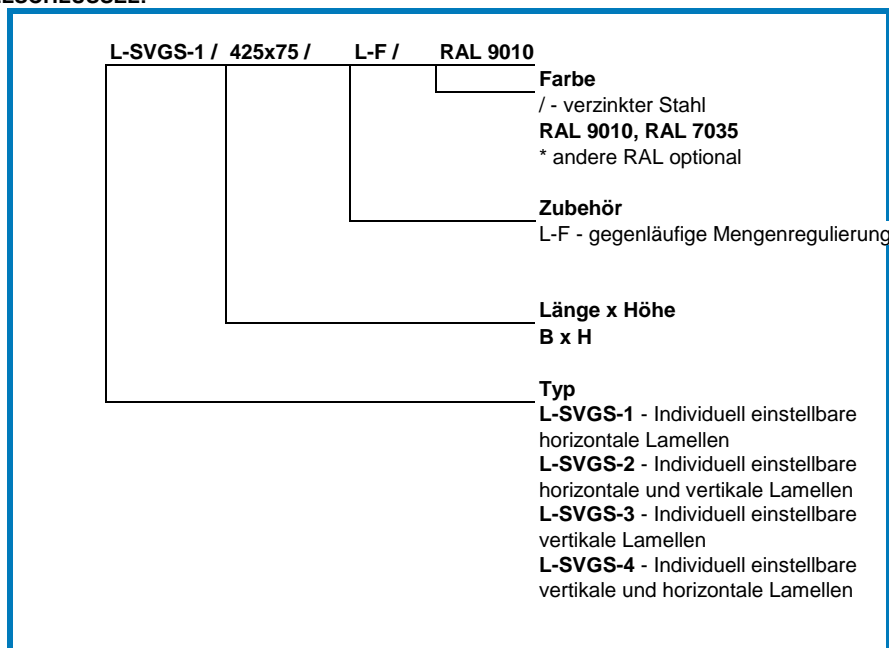 L-SVGS-1 / 425x75 / L-F / RAL 9010
Farbe
/ - verzinkter Stahl
RAL 9010, RAL 7035
* andere RAL optional
Zubehör
L-F - gegenläufige Mengenregulierung
Länge x Höhe
B x H
Typ
L-SVGS-1 - Individuell einstellbare
horizontale Lamellen
L-SVGS-2 - Individuell einstellbare
horizontale und vertikale Lamellen
L-SVGS-3 - Individuell einstellbare
vertikale Lamellen
L-SVGS-4 - Individuell einstellbare
vertikale und horizontale Lamellen